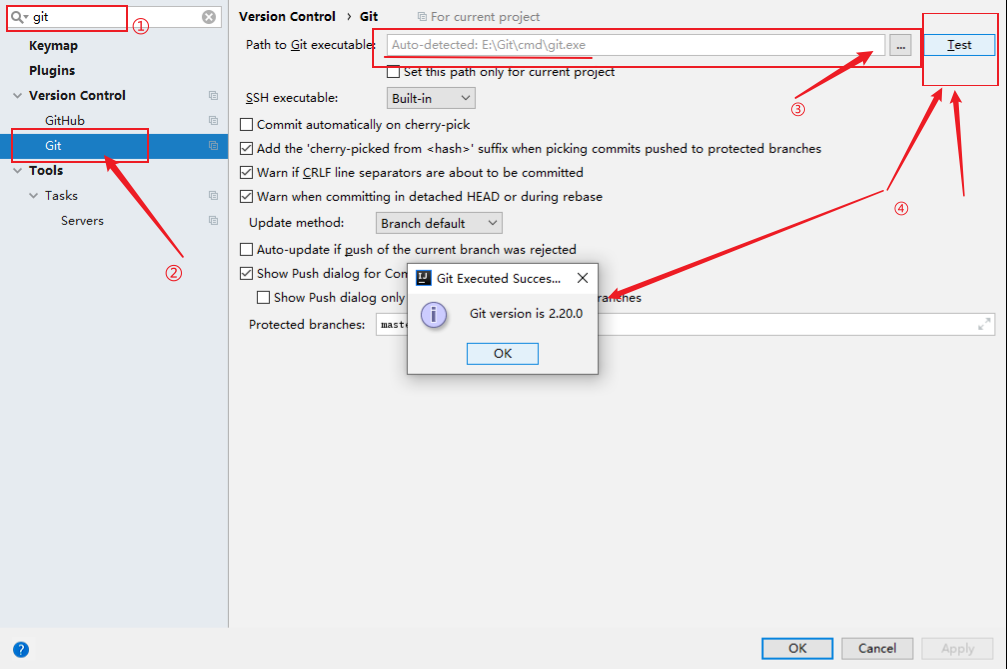 git
①
Keymap
Plugins
Version Control
GitHub
Git
Tasks
Tools
Servers
②
Version Control › Git
For current project
Path to Git executable: Auto-detected: E:\Git\cmd\git.exe ... Test
Set this path only for current project
③
SSH executable: Built-in
Commit automatically on cherry-pick
Add the 'cherry-picked from <hash>' suffix when picking commits pushed to protected branches
Warn if CRLF line separators are about to be committed
Warn when committing in detached HEAD or during rebase
④
Update method: Branch default
Auto-update if push of the current branch was rejected
Show Push dialog for Com
Show Push dialog only ranches
Protected branches: maste
Git Executed Succes...
Git version is 2.20.0
OK
? OK Cancel Apply